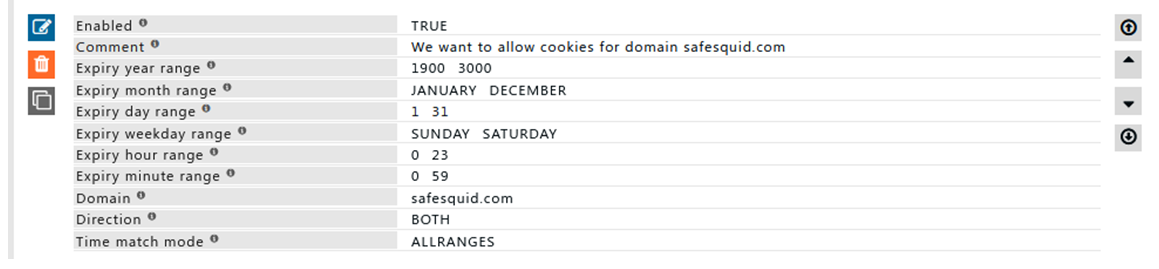 Enabled TRUE
Comment We want to allow cookies for domain safesquid.com
Expiry year range 1900 3000
Expiry month range JANUARY DECEMBER
Expiry day range 1 31
Expiry weekday range SUNDAY SATURDAY
Expiry hour range 0 23
Expiry minute range 0 59
Domain safesquid.com
Direction BOTH
Time match mode ALLRANGES